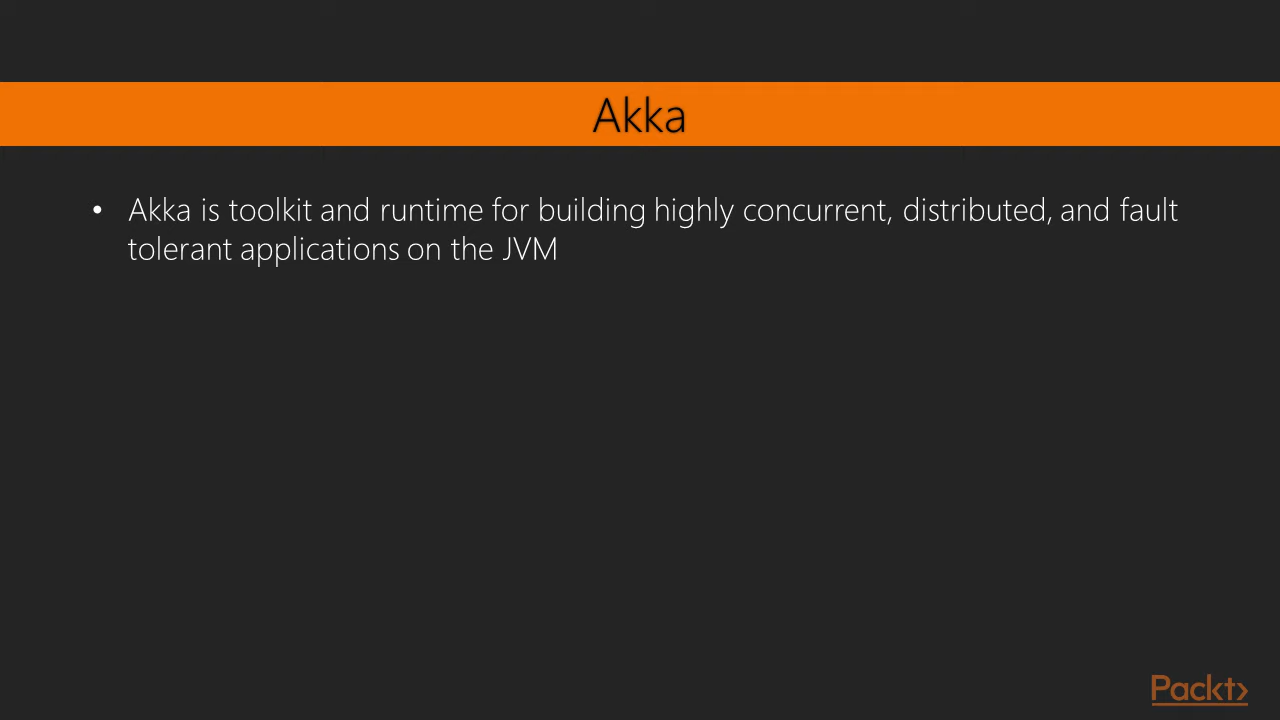 Akka
• Akka is toolkit and runtime for building highly concurrent, distributed, and fault
tolerant applications on the JVM
Packt>